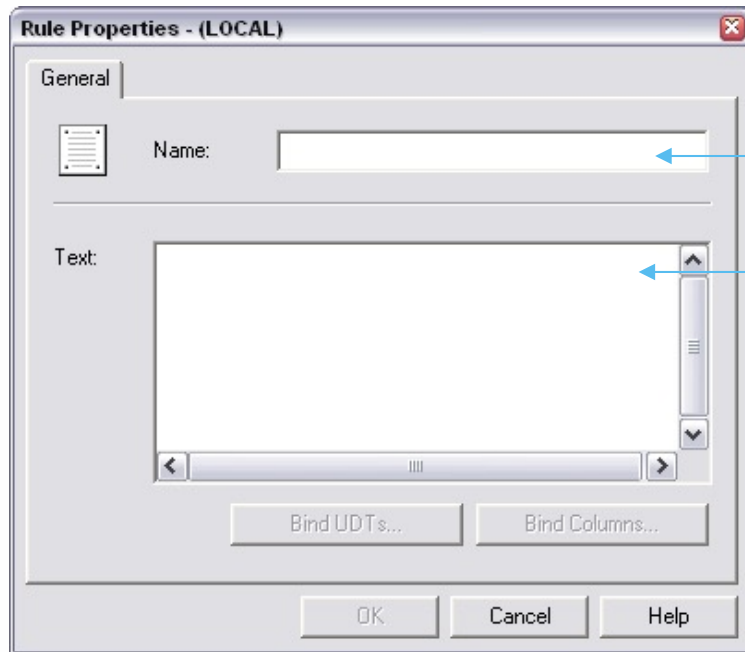 Rule Properties - (LOCAL)
General
Name:
Text:
Bind UDTs... Bind Columns...
OK Cancel Help